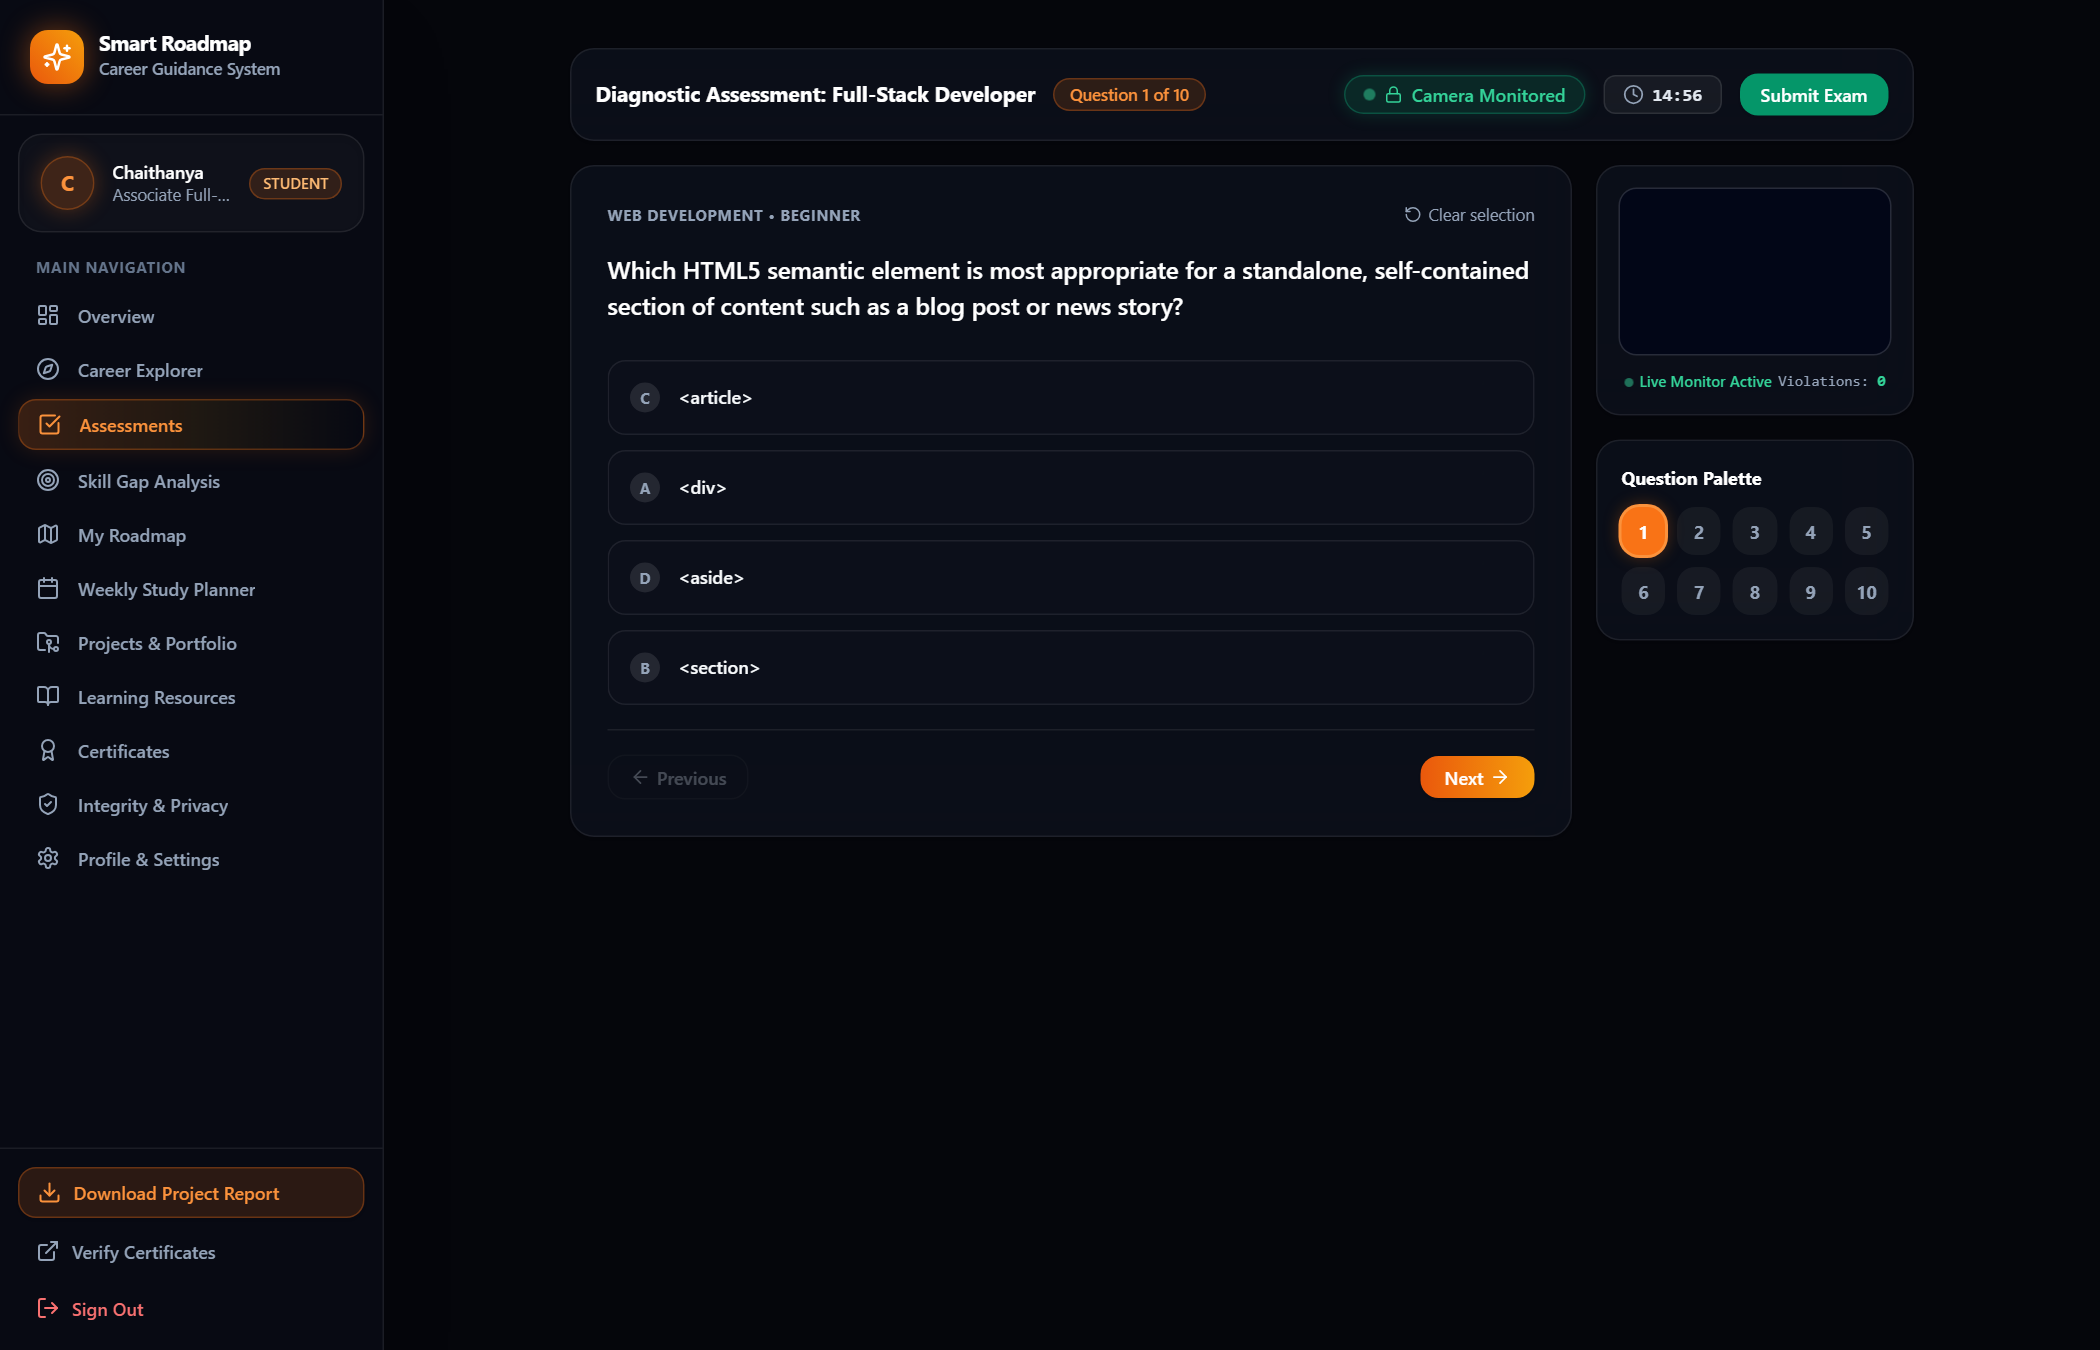 Smart Roadmap
Career Guidance System
C
Chaithanya
Associate Full-...
STUDENT
MAIN NAVIGATION
Overview
Career Explorer
Assessments
Skill Gap Analysis
My Roadmap
Weekly Study Planner
Projects & Portfolio
Learning Resources
Certificates
Integrity & Privacy
Profile & Settings
Download Project Report
Verify Certificates
Sign Out
Diagnostic Assessment: Full-Stack Developer
Question 1 of 10
Camera Monitored
14:56
Submit Exam
WEB DEVELOPMENT • BEGINNER
Clear selection
Which HTML5 semantic element is most appropriate for a standalone, self-contained
section of content such as a blog post or news story?
C <article>
A <div>
D <aside>
B <section>
Previous
Next
Live Monitor Active Violations: 0
Question Palette
1 2 3 4 5
6 7 8 9 10